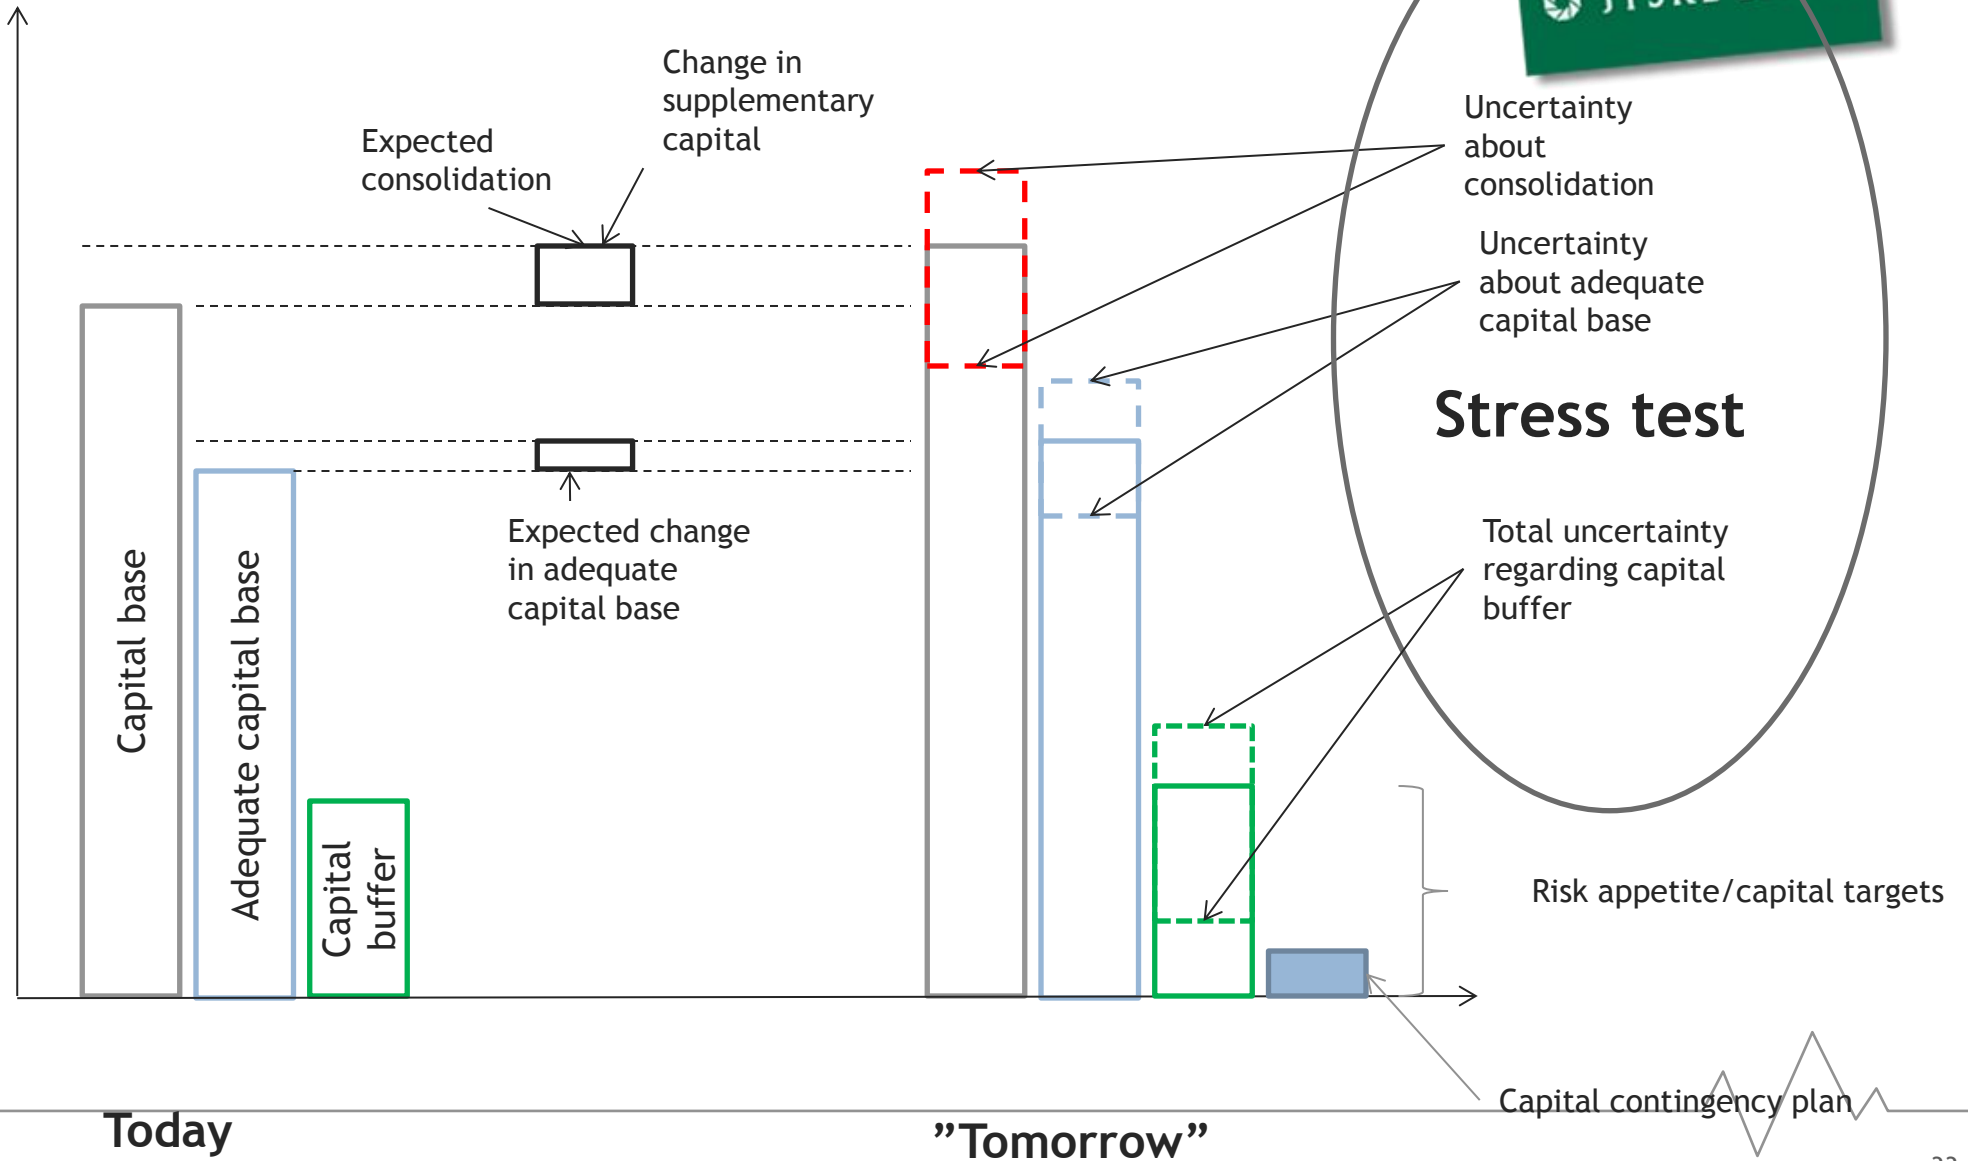 Change in
supplementary
capital
Expected
consolidation
Uncertainty
about
consolidation
Uncertainty
about adequate
capital base
Stress test
Expected change
in adequate
capital base
Total uncertainty
regarding capital
buffer
Capital base
Adequate capital base
Capital
buffer
Risk appetite/capital targets
Capital contingency plan
Today
”Tomorrow”